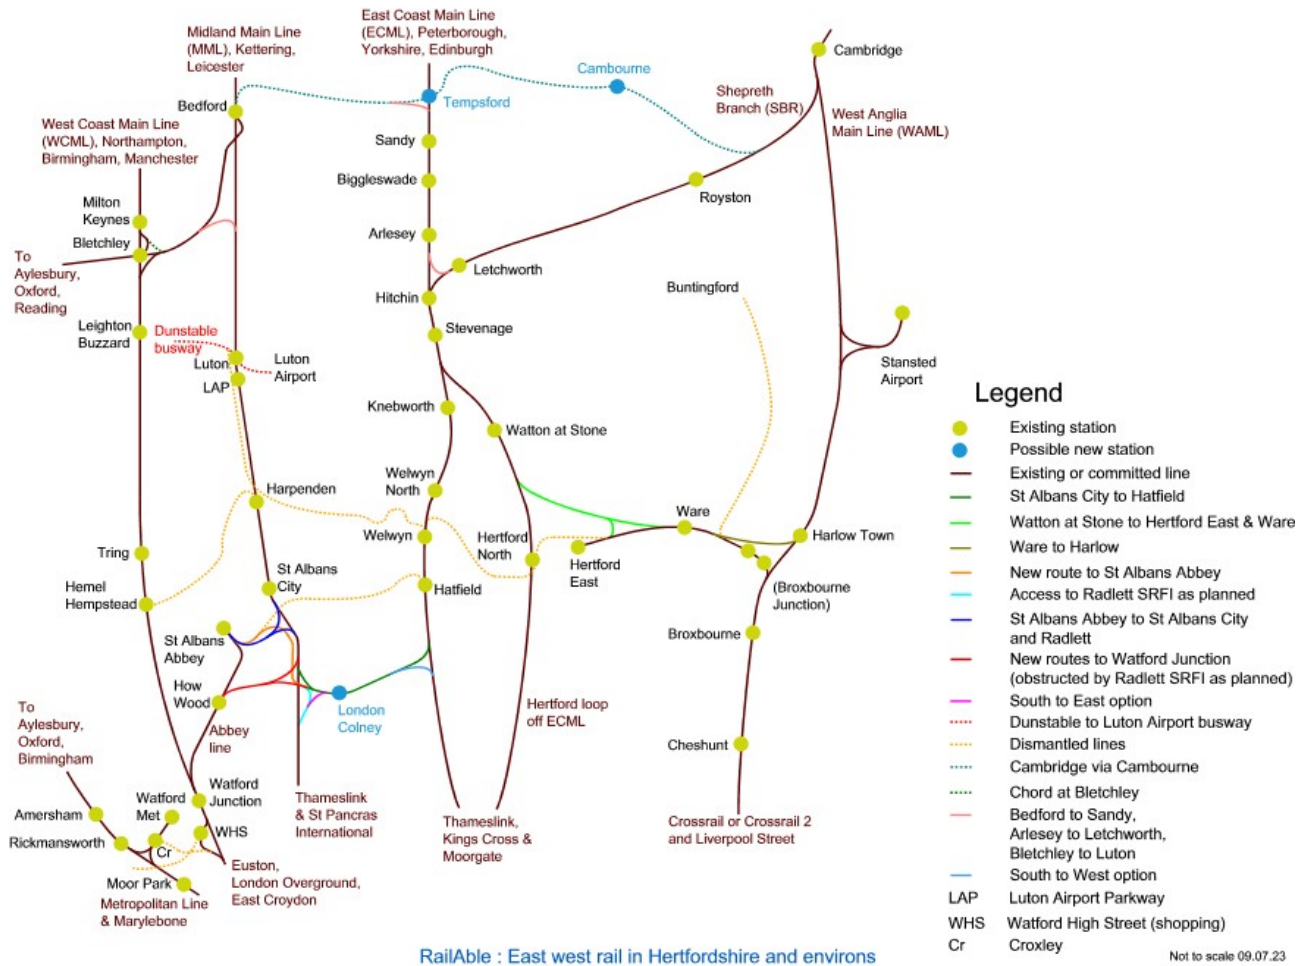 East Coast Main Line
(ECML), Peterborough,
Yorkshire, Edinburgh
Midland Main Line
(MML), Kettering,
Leicester
Cambridge
Cambourne
Shepreth
Branch (SBR)
Bedford
Tempsford
West Anglia
Main Line (WAML)
West Coast Main Line
(WCML), Northampton,
Birmingham, Manchester
Sandy
Biggleswade
Royston
Milton
Keynes
Arlesey
Bletchley
To
Aylesbury,
Oxford,
Reading
Letchworth
Buntingford
Hitchin
Leighton
Buzzard
Dunstable
busway
Stevenage
Luton
Luton
Airport
LAP
Stansted
Airport
Knebworth
Watton at Stone
Welwyn
North
Harpenden
Ware
Welwyn
Hertford
North
Harlow Town
Tring
Hertford
East
St Albans
City
Hemel
Hempstead
Hatfield
(Broxbourne
Junction)
St Albans
Abbey
Broxbourne
How
Wood
London
Colney
Hertford loop
off ECML
To
Aylesbury,
Oxford,
Birmingham
Abbey
line
Cheshunt
Watford
Junction
Watford
Met
Thameslink
& St Pancras
International
Amersham
WHS
Rickmansworth
Cr
Thameslink,
Kings Cross &
Moorgate
Crossrail or Crossrail 2
and Liverpool Street
Euston,
London Overground,
East Croydon
Moor Park
Metropolitan Line
& Marylebone
Legend
Existing station
Possible new station
Existing or committed line
St Albans City to Hatfield
Watton at Stone to Hertford East & Ware
Ware to Harlow
New route to St Albans Abbey
Access to Radlett SRFI as planned
St Albans Abbey to St Albans City
and Radlett
New routes to Watford Junction
(obstructed by Radlett SRFI as planned)
South to East option
Dunstable to Luton Airport busway
Dismantled lines
Cambridge via Cambourne
Chord at Bletchley
Bedford to Sandy,
Arlesey to Letchworth,
Bletchley to Luton
South to West option
LAP Luton Airport Parkway
WHS Watford High Street (shopping)
Cr Croxley
RailAble : East west rail in Hertfordshire and environs
Not to scale 09.07.23